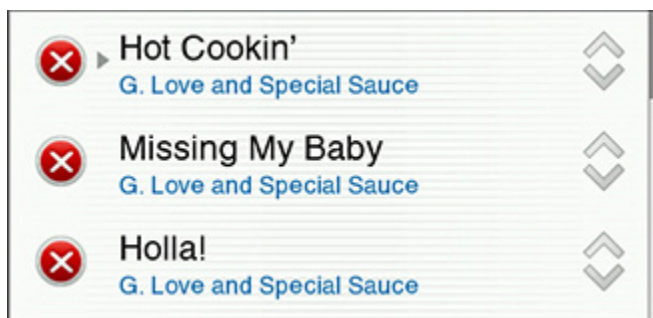 Hot Cookin’
G. Love and Special Sauce
Missing My Baby
G. Love and Special Sauce
Holla!
G. Love and Special Sauce